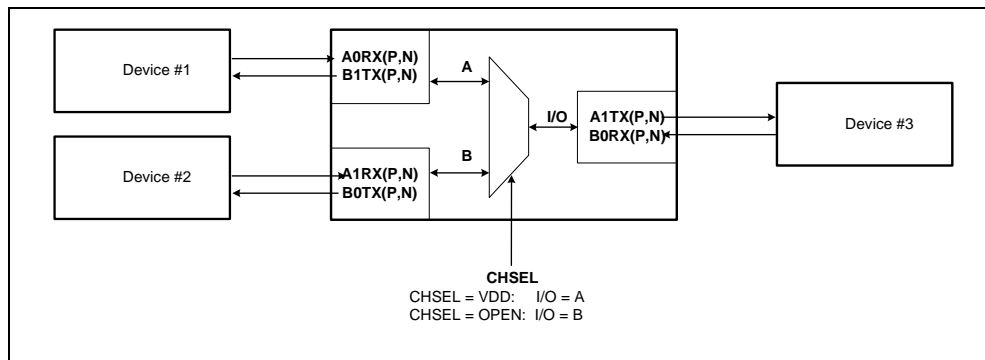 Device #1
A0RX(P,N)
B1TX(P,N)
A
Device #2
A1RX(P,N)
B0TX(P,N)
B
I/O
A1TX(P,N)
B0RX(P,N)
Device #3
CHSEL
CHSEL = VDD: I/O = A
CHSEL = OPEN: I/O = B